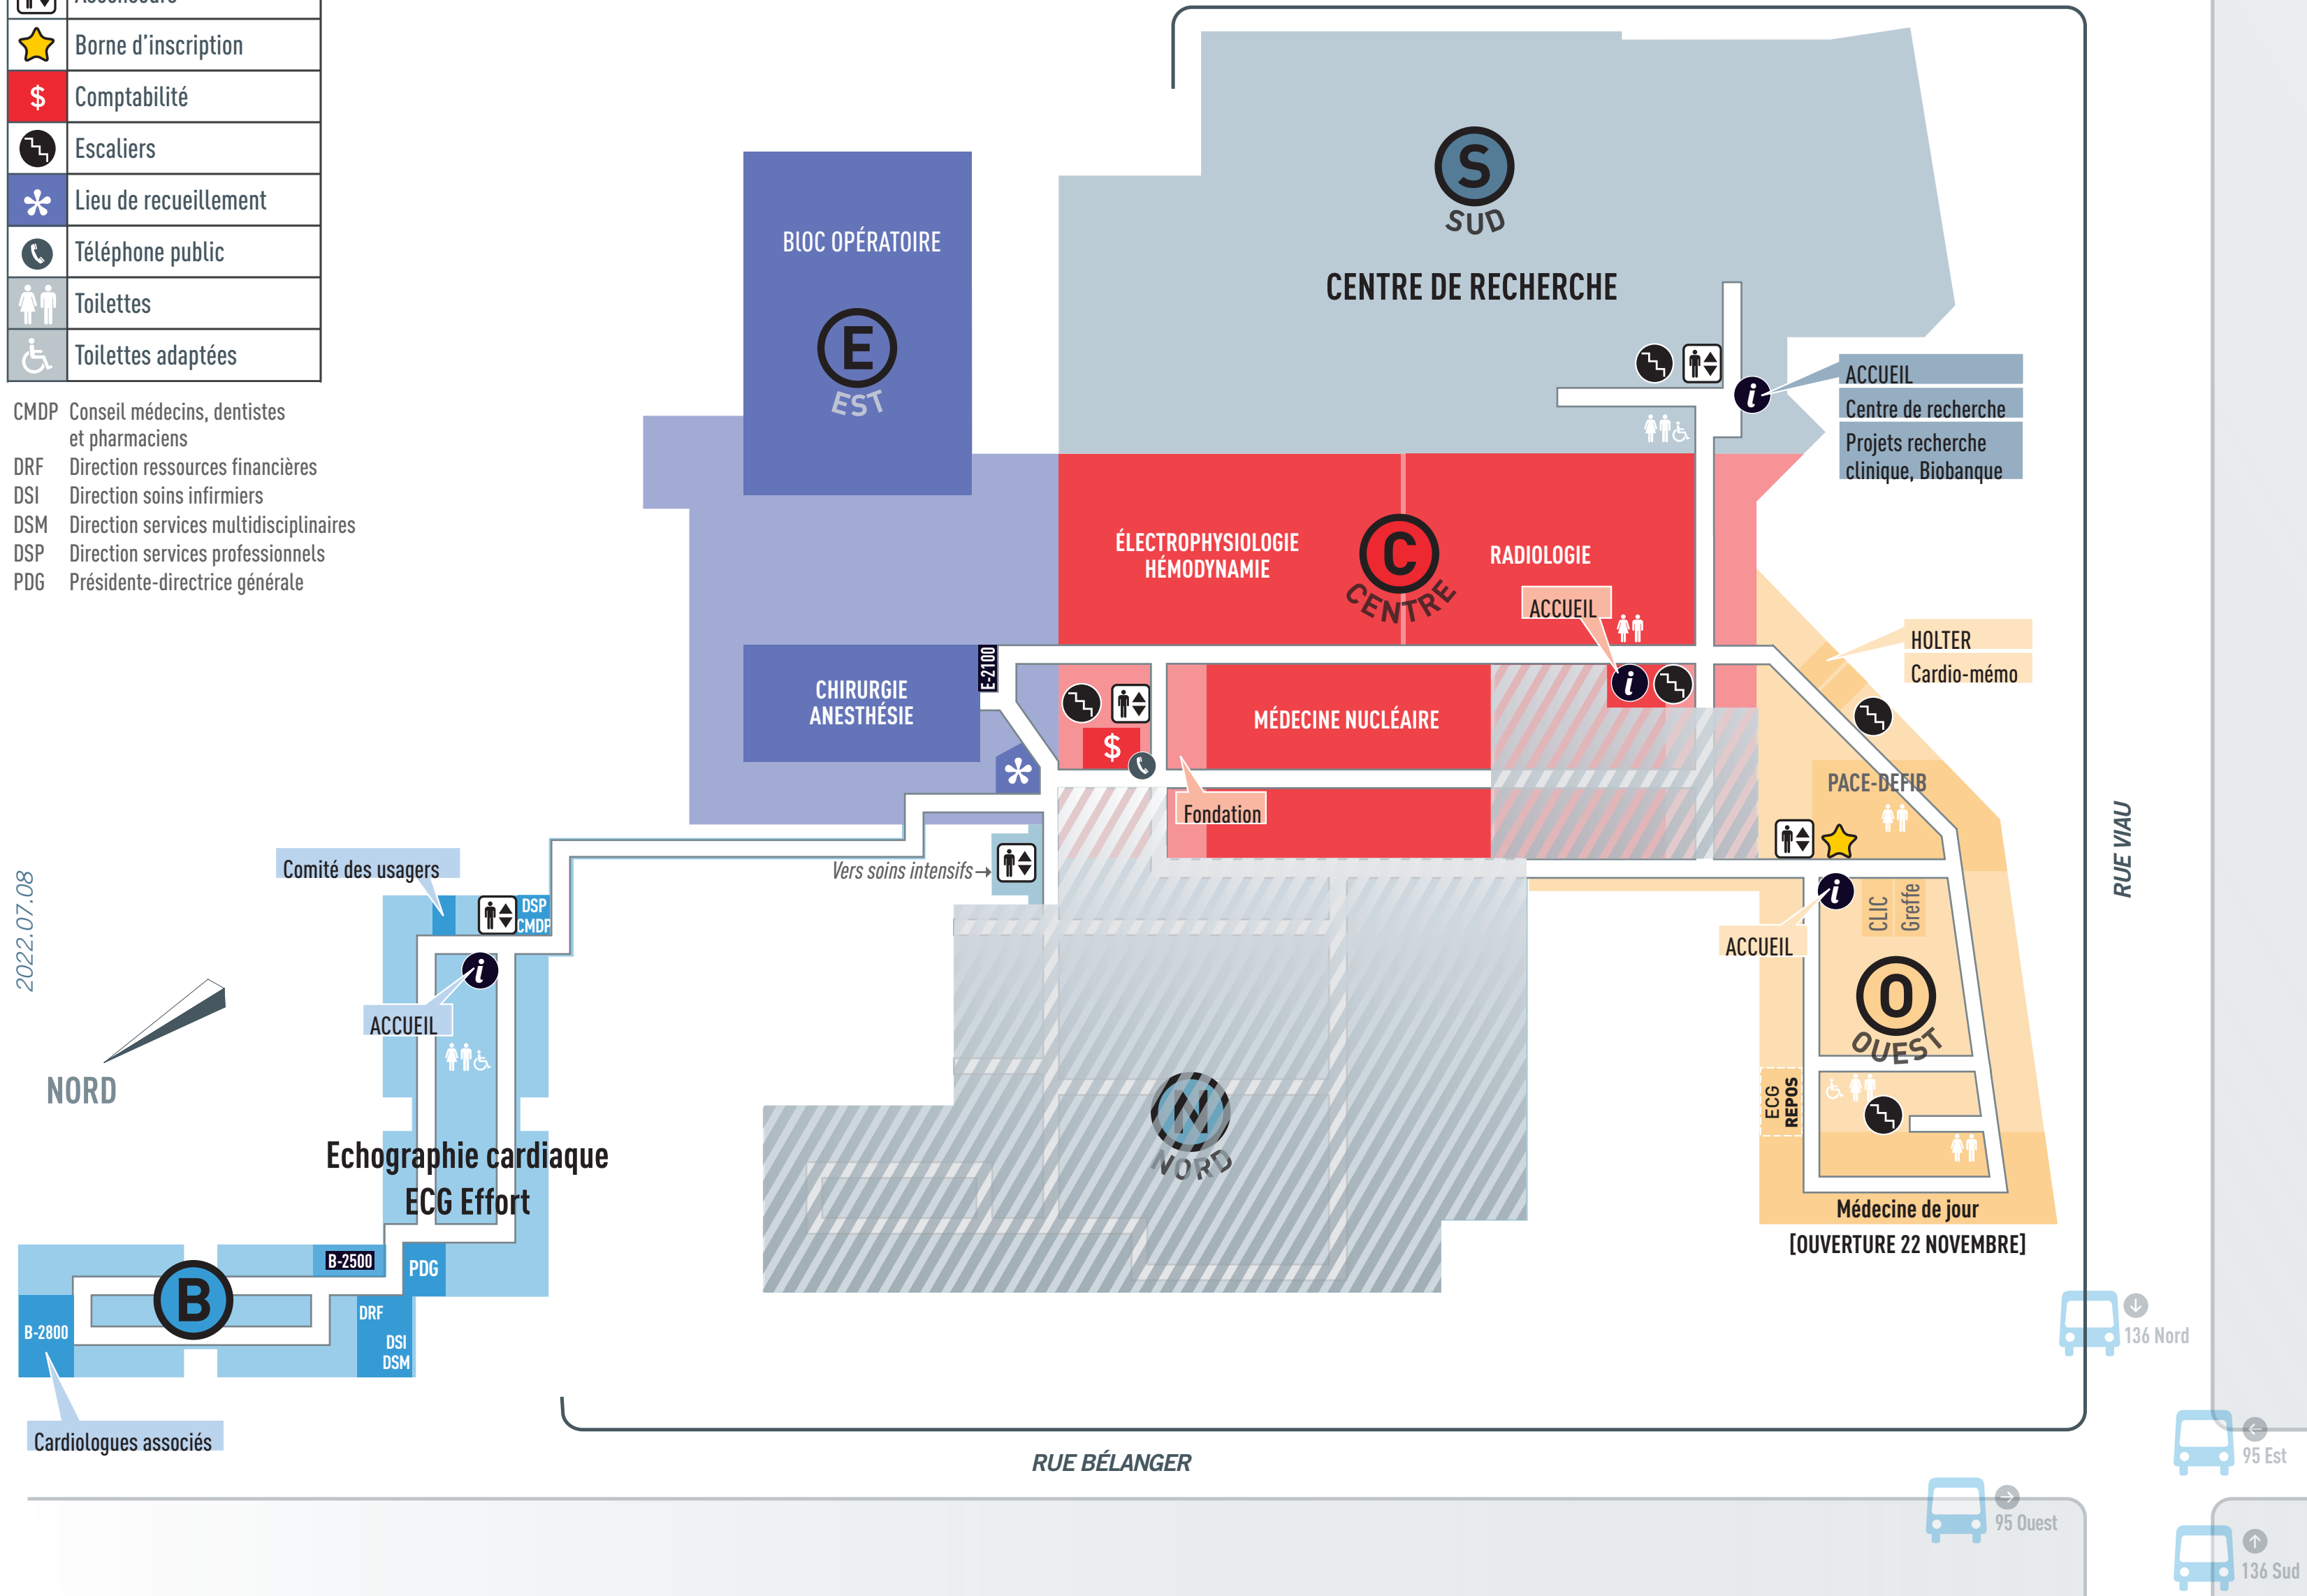 Ascenseurs
Borne d'inscription
$ Comptabilité
Escaliers
* Lieu de recueillement
Téléphone public
Toilettes
Toilettes adaptées
CMDP Conseil médecins, dentistes
et pharmaciens
DRF Direction ressources financières
DSI Direction soins infirmiers
DSM Direction services multidisciplinaires
DSP Direction services professionnels
PDG Présidente-directrice générale
BlOC OPÉRATOIRE
E
EST
S
SUD
CENTRE DE RECHERCHE
i
ACCUEIL
Centre de recherche
Projets recherche
clinique, Biobanque
ÉLECTROPHYSIOLOGIE
HÉMODYNAMIE
C
CENTRE
RADIOLOGIE
ACCUEIL
i
HOLTER
Cardio-mémo
CHIRURGIE
ANESTHÉSIE
E-2100
$
*
MÉDECINE NUCLÉAIRE
Fondation
PACE-DEFIB
RUE VIAU
Vers soins intensifs→
Comité des usagers
DSP
CMDP
i
ACCUEIL
2022.07.08
NORD
i
CLIC
Greffe
ACCUEIL
O
OUEST
N
NORD
ECG
REPOS
Echographie cardiaque
ECG Effort
Médecine de jour
[OUVERTURE 22 NOVEMBRE]
B-2500
PDG
B
B-2800
DRF
DSI
DSM
Cardiologues associés
136 Nord
RUE BÉLANGER
95 Est
95 Ouest
136 Sud